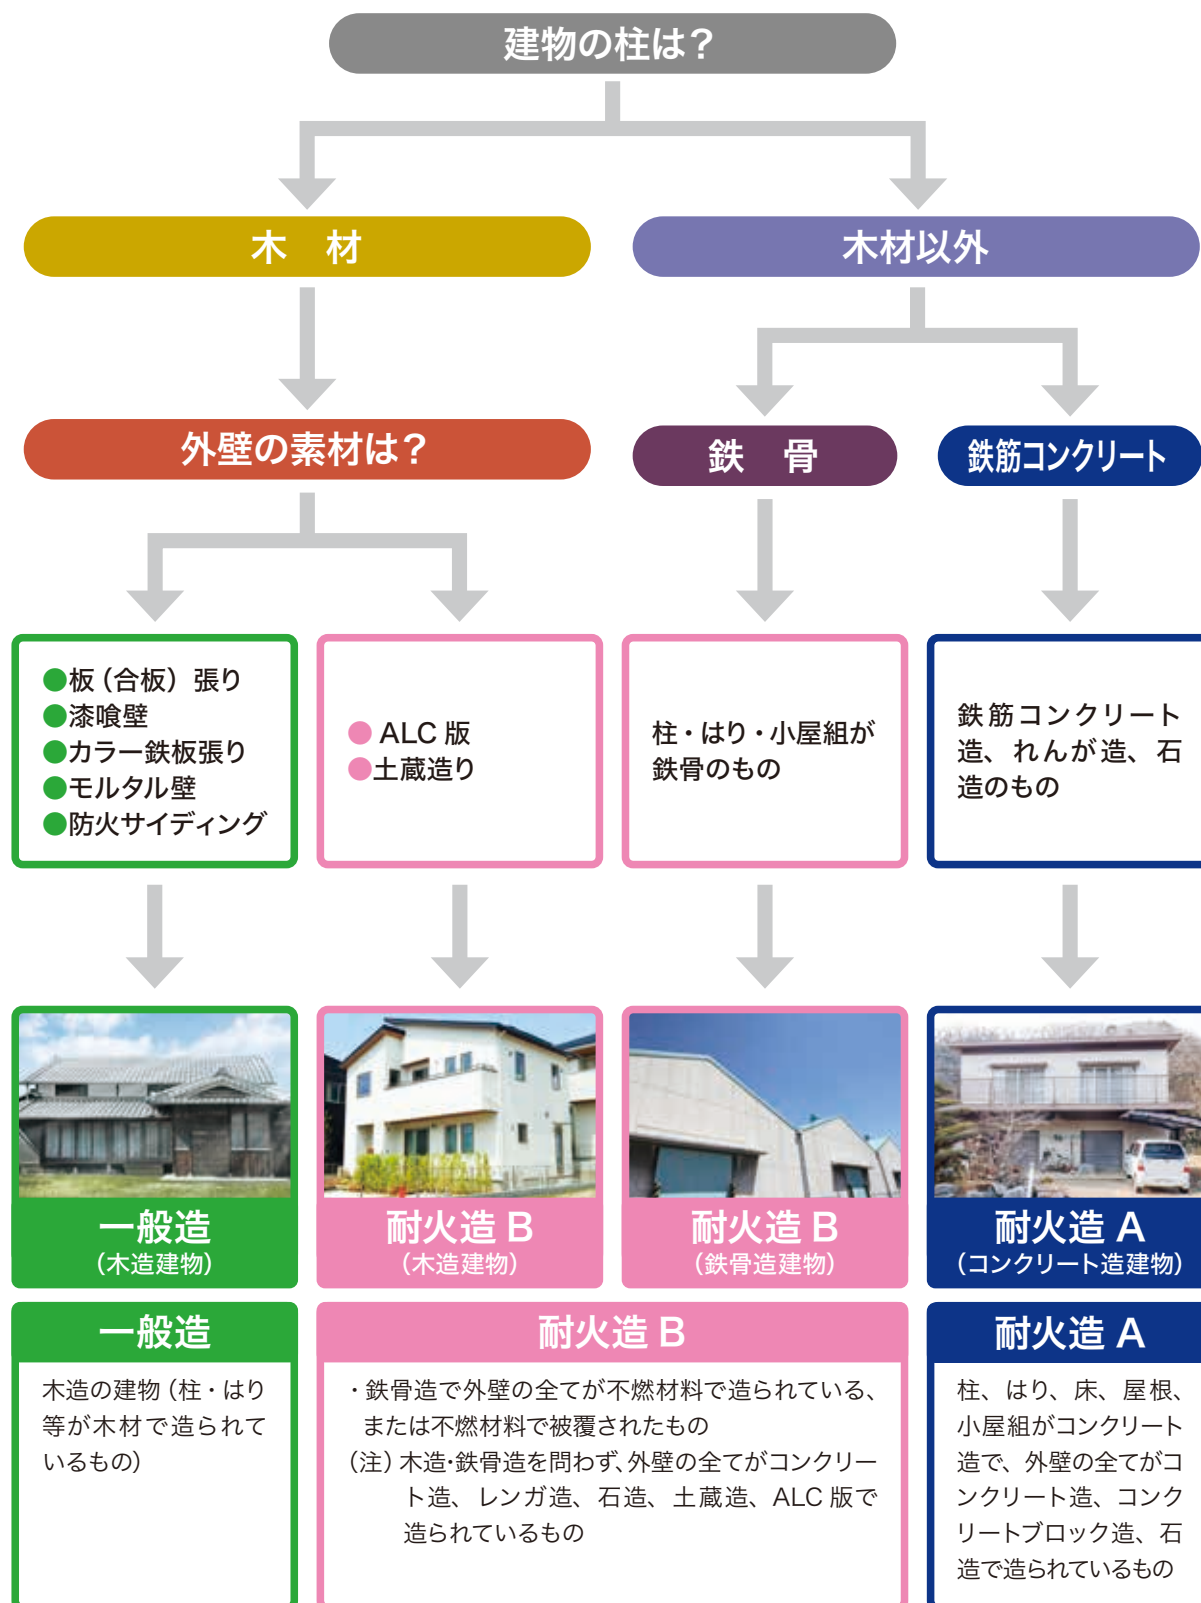 建物の柱は？
木　材
木材以外
外壁の素材は？
鉄　骨
鉄筋コンクリート
●板（合板）張り
●漆喰壁
●カラー鉄板張り
●モルタル壁
●防火サイディング
● ALC 版
●土蔵造り
柱・はり・小屋組が
鉄骨のもの
鉄筋コンクリート
造、れんが造、石
造のもの
一般造
（木造建物）
耐火造 B
（木造建物）
耐火造 B
（鉄骨造建物）
耐火造 A
（コンクリート造建物）
一般造
木造の建物（柱・はり
等が木材で造られて
いるもの）
耐火造 B
・鉄骨造で外壁の全てが不燃材料で造られている、
または不燃材料で被覆されたもの
（注）木造・鉄骨造を問わず、外壁の全てがコンクリー
ト造、レンガ造、石造、土蔵造、ALC 版で
造られているもの
耐火造 A
柱、はり、床、屋根、
小屋組がコンクリート
造で、外壁の全てがコ
ンクリート造、コンク
リートブロック造、石
造で造られているもの